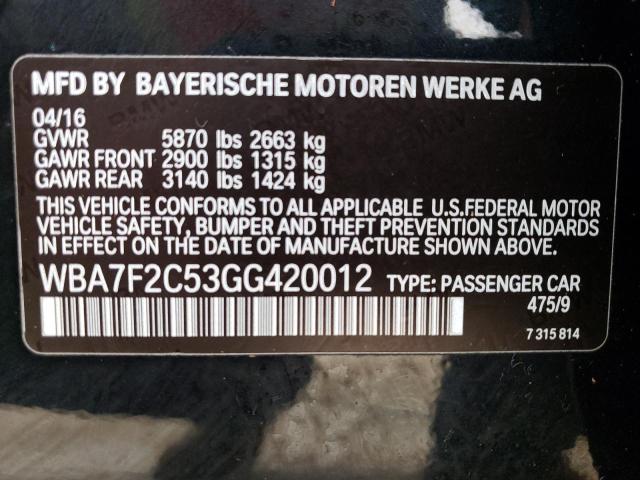 MFD BY BAYERISCHE MOTOREN WERKE AG
04/16
GVWR 5870 lbs 2663 kg
GAWR FRONT 2900 lbs 1315 kg
GAWR REAR 3140 lbs 1424 kg
THIS VEHICLE CONFORMS TO ALL APPLICABLE U.S.FEDERAL MOTOR
VEHICLE SAFETY, BUMPER AND THEFT PREVENTION STANDARDS
IN EFFECT ON THE DATE OF MANUFACTURE SHOWN ABOVE.
WBA7F2C53GG420012 TYPE: PASSENGER CAR
475/9
7 315 814